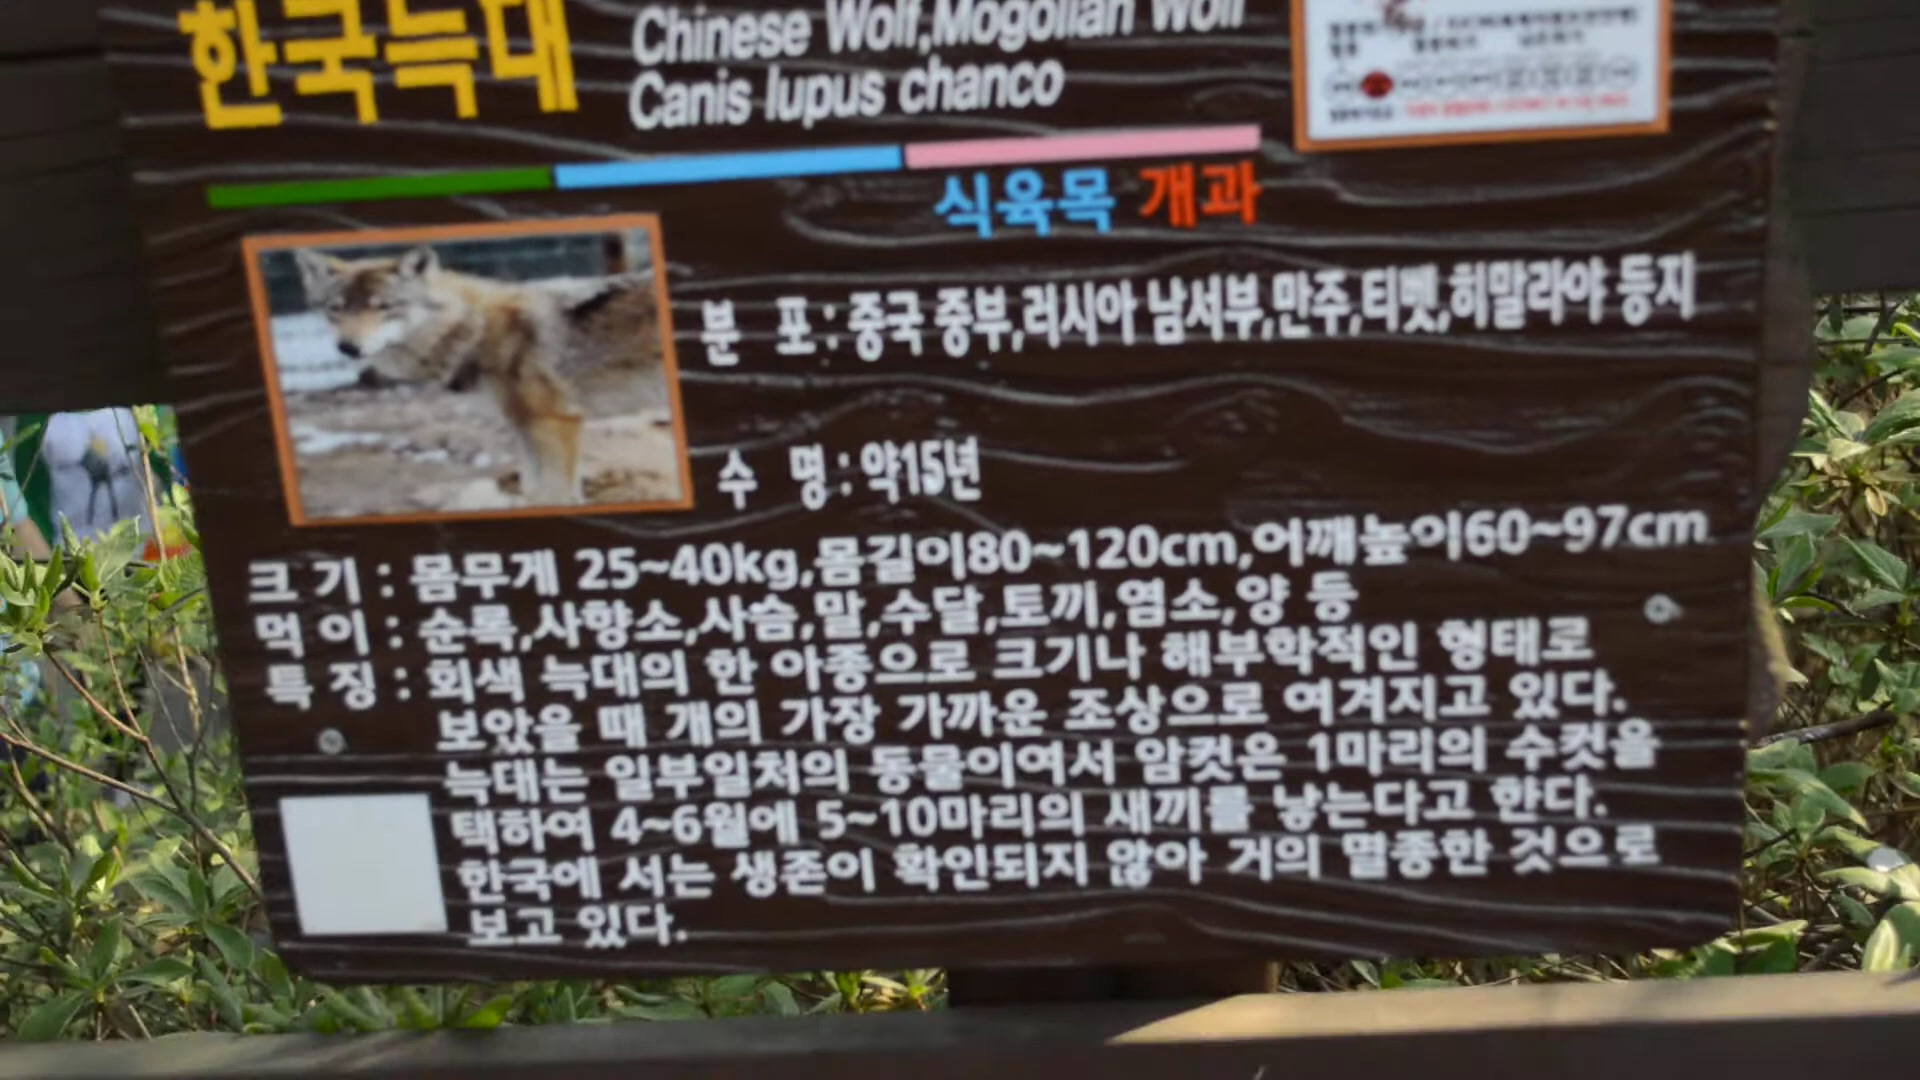 한국늑대
Chinese Wolf,Mogolian Wolf
Canis lupus chanco
식육목 개과
분 포 : 중국 중부,러시아 남서부,만주,티벳,히말라야 등지
수 명 : 약15년
크 기 : 몸무게 25~40kg,몸길이80~120cm,어깨높이60~97cm
먹 이 : 순록,사향소,사슴,말,수달,토끼,염소,양 등
특 징 : 회색 늑대의 한 아종으로 크기나 해부학적인 형태로
보았을 때 개의 가장 가까운 조상으로 여겨지고 있다.
늑대는 일부일처의 동물이여서 암컷은 1마리의 수컷을
택하여 4~6월에 5~10마리의 새끼를 낳는다고 한다.
한국에 서는 생존이 확인되지 않아 거의 멸종한 것으로
보고 있다.